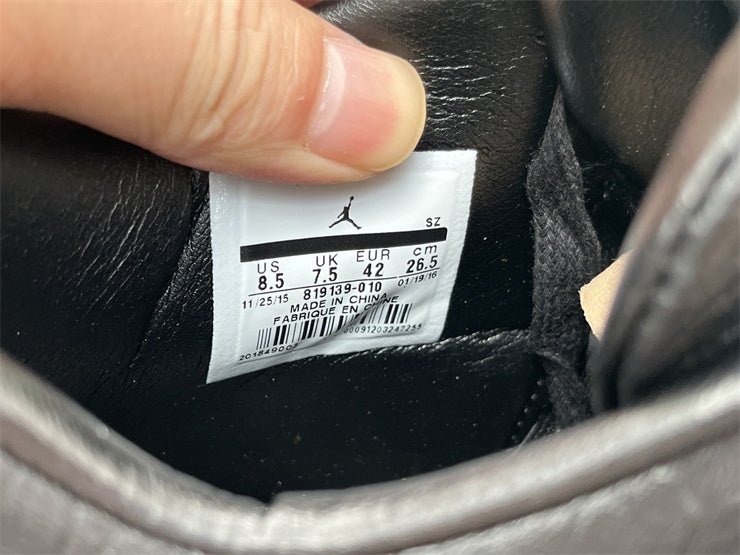 SZ
US UK EUR cm
8.5 7.5 42 26.5
11/25/15 819139-010 01/19/16
MADE IN CHINA
FABRIQUE EN CHINE
00091203247255